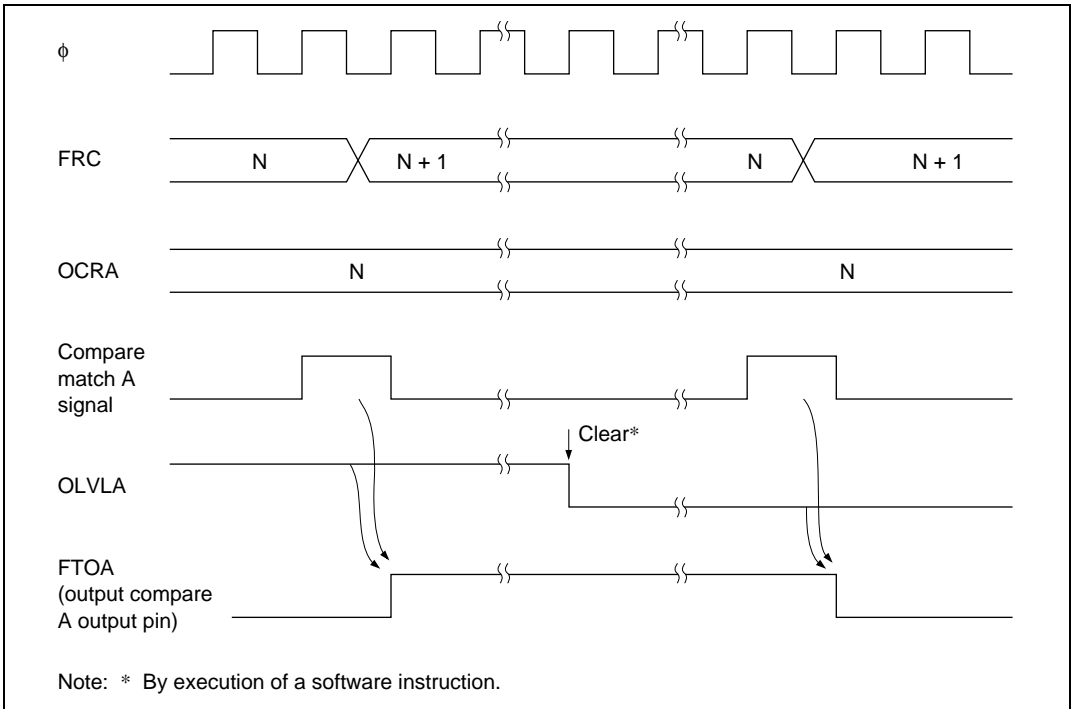 ϕ
FRC
N
N + 1
N
N + 1
OCRA
N
N
Compare
match A
signal
Clear*
OLVLA
FTOA
(output compare
A output pin)
Note: * By execution of a software instruction.